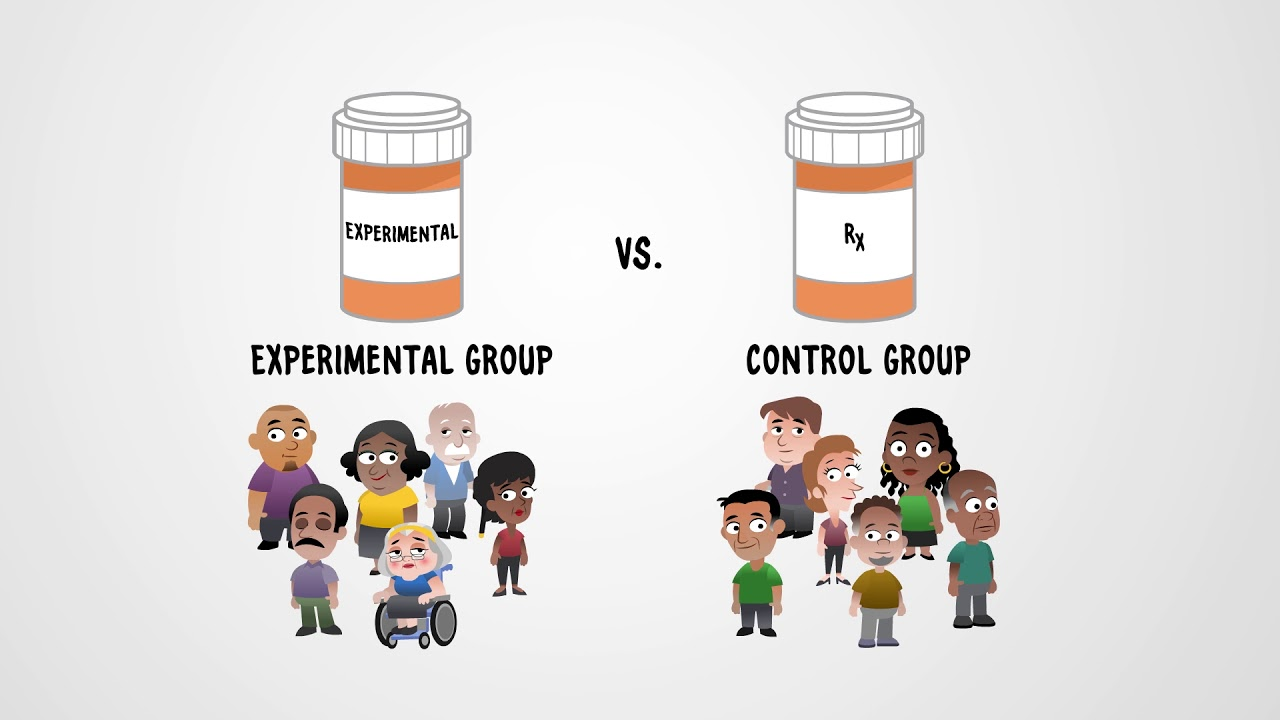 EXPERIMENTAL
VS.
RX
EXPERIMENTAL GROUP
CONTROL GROUP